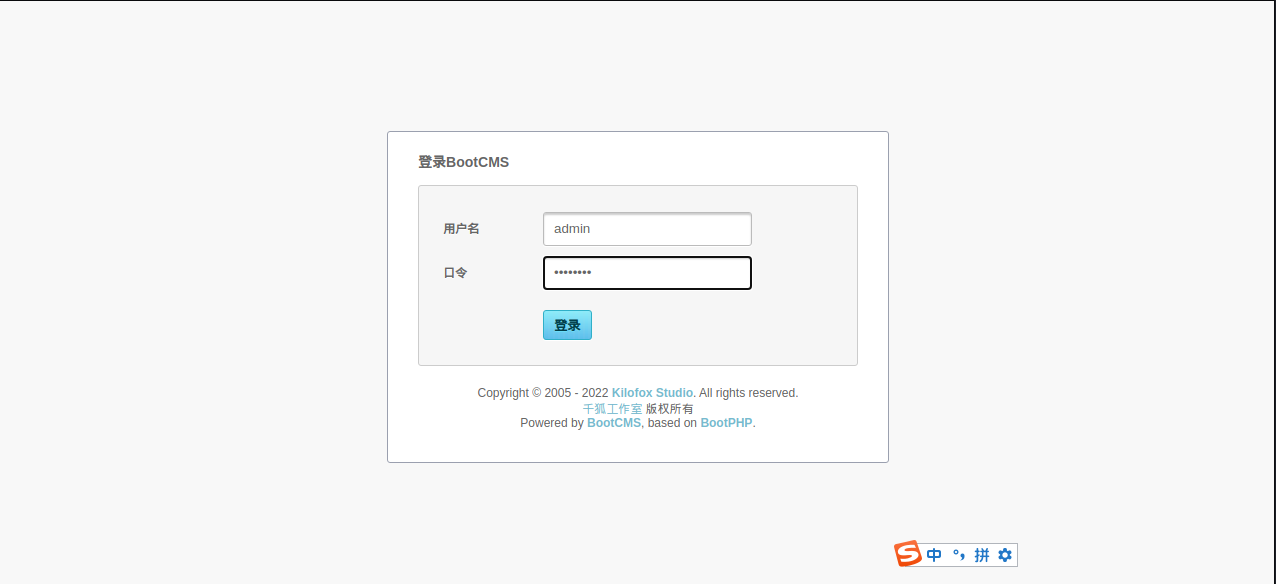 登录BootCMS
用户名 admin
口令 ••••••••
登录
Copyright © 2005 - 2022 Kilofox Studio. All rights reserved.
千狐工作室 版权所有
Powered by BootCMS, based on BootPHP.
S 中 °, 拼